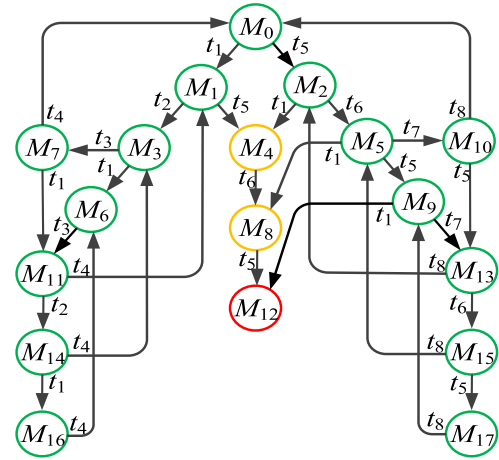 M0
t1 t5
M1 M2
t2 t5 t1 t6
t4 t8
M7 t3 M3 M4 M5 t7 M10
t1 t1 t6 t1 t5 t5
M6 M8 M9
t3 t5 t1 t7
M11 t4 M12 t8 M13
t2 t6
M14 t4 t8 M15
t1 t5
M16 t4 t8 M17